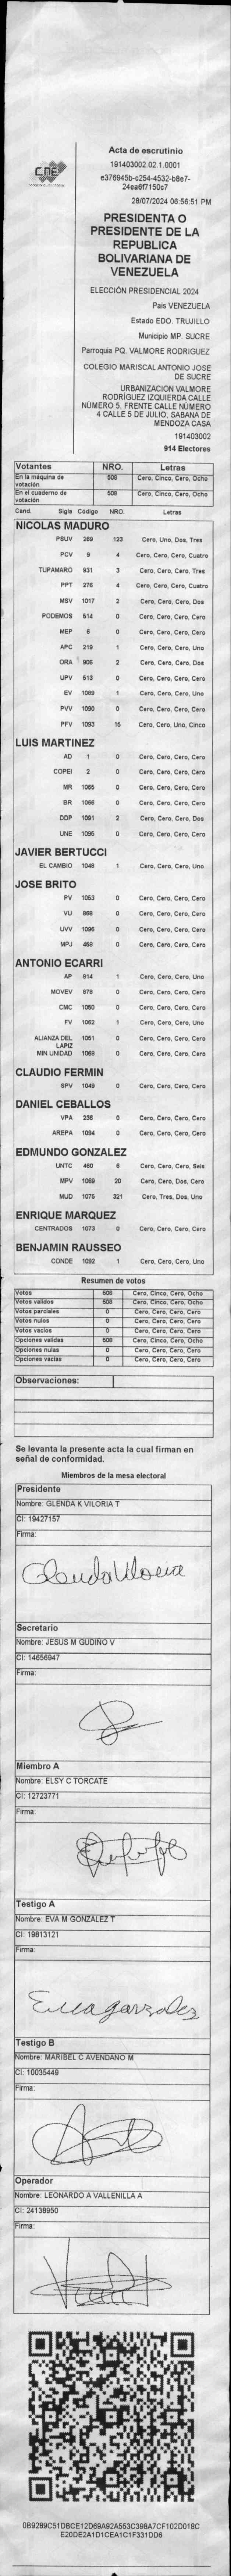 CNE
Acta de escrutinio
191403002.02.1.0001
e376945b-c254-4532-b8e7-
24ea6f7150c7
28/07/2024 06:56:51 PM
PRESIDENTA O
PRESIDENTE DE LA
REPUBLICA
BOLIVARIANA DE
VENEZUELA
ELECCIÓN PRESIDENCIAL 2024
Pais VENEZUELA
Estado EDO. TRUJILLO
Municipio MP. SUCRE
Parroquia PQ. VALMORE RODRIGUEZ
COLEGIO MARISCAL ANTONIO JOSE
DE SUCRE
URBANIZACIÓN VALMORE
RODRÍGUEZ IZQUIERDA CALLE
NÚMERO 5. FRENTE CALLE NÚMERO
4 CALLE 5 DE JULIO. SABANA DE
MENDOZA CASA
191403002
914 Electores
Votantes NRO. Letras
En la máquina de votación 508 Cero, Cinco, Cero, Ocho
En el cuaderno de votación 508 Cero, Cinco, Cero, Ocho
Cand. Sigla Código NRO. Letras
NICOLAS MADURO
PSUV 269 123 Cero, Uno, Dos, Tres
PCV 9 4 Cero, Cero, Cero, Cuatro
TUPAMARO 931 3 Cero, Cero, Cero, Tres
PPT 276 4 Cero, Cero, Cero, Cuatro
MSV 1017 2 Cero, Cero, Cero, Dos
PODEMOS 514 0 Cero, Cero, Cero, Cero
MEP 6 0 Cero, Cero, Cero, Cero
APC 219 1 Cero, Cero, Cero, Uno
ORA 906 2 Cero, Cero, Cero, Dos
UPV 513 0 Cero, Cero, Cero, Cero
EV 1089 1 Cero, Cero, Cero, Uno
PVV 1090 0 Cero, Cero, Cero, Cero
PFV 1093 15 Cero, Cero, Uno, Cinco
LUIS MARTINEZ
AD 1 0 Cero, Cero, Cero, Cero
COPEI 2 0 Cero, Cero, Cero, Cero
MR 1065 0 Cero, Cero, Cero, Cero
BR 1066 0 Cero, Cero, Cero, Cero
DDP 1091 2 Cero, Cero, Cero, Dos
UNE 1095 0 Cero, Cero, Cero, Cero
JAVIER BERTUCCI
EL CAMBIO 1048 1 Cero, Cero, Cero, Uno
JOSE BRITO
PV 1053 0 Cero, Cero, Cero, Cero
VU 868 0 Cero, Cero, Cero, Cero
UVV 1096 0 Cero, Cero, Cero, Cero
MPJ 459 0 Cero, Cero, Cero, Cero
ANTONIO ECARRI
AP 814 1 Cero, Cero, Cero, Uno
MOVEV 879 0 Cero, Cero, Cero, Cero
CMC 1050 0 Cero, Cero, Cero, Cero
FV 1062 1 Cero, Cero, Cero, Uno
ALIANZA DEL 1051 0 Cero, Cero, Cero, Cero
LAPIZ
MIN UNIDAD 1068 0 Cero, Cero, Cero, Cero
CLAUDIO FERMIN
SPV 1049 0 Cero, Cero, Cero, Cero
DANIEL CEBALLOS
VPA 236 0 Cero, Cero, Cero, Cero
AREPA 1094 0 Cero, Cero, Cero, Cero
EDMUNDO GONZALEZ
UNTC 480 6 Cero, Cero, Cero, Seis
MPV 1069 20 Cero, Cero, Dos, Cero
MUD 1075 321 Cero, Tres, Dos, Uno
ENRIQUE MARQUEZ
CENTRADOS 1073 0 Cero, Cero, Cero, Cero
BENJAMIN RAUSSEO
CONDE 1092 1 Cero, Cero, Cero, Uno
Resumen de votos
Votos 508 Cero, Cinco, Cero, Ocho
Votos validos 508 Cero, Cinco, Cero, Ocho
Votos parciales 0 Cero, Cero, Cero, Cero
Votos nulos 0 Cero, Cero, Cero, Cero
Votos vacios 0 Cero, Cero, Cero, Cero
Opciones validas 508 Cero, Cinco, Cero, Ocho
Opciones nulas 0 Cero, Cero, Cero, Cero
Opciones vacias 0 Cero, Cero, Cero, Cero
Observaciones:
Se levanta la presente acta la cual firman en
señal de conformidad.
Miembros de la mesa electoral
Presidente
Nombre: GLENDA K VILORIA T
CI: 19427157
Firma:
Secretario
Nombre: JESUS M GUDIÑO V
CI: 14656947
Firma:
Miembro A
Nombre: ELSY C TORCATE
CI: 12723771
Firma:
Testigo A
Nombre: EVA M GONZALEZ T
CI: 19813121
Firma:
Testigo B
Nombre: MARIBEL C AVENDAÑO M
CI: 10035449
Firma:
Operador
Nombre: LEONARDO A VALLENILLA A
CI: 24138950
Firma:
089289C51DBCE12D69A92A553C398A7CF102D018C
E20DE2A1D1CEA1C1F331DD6